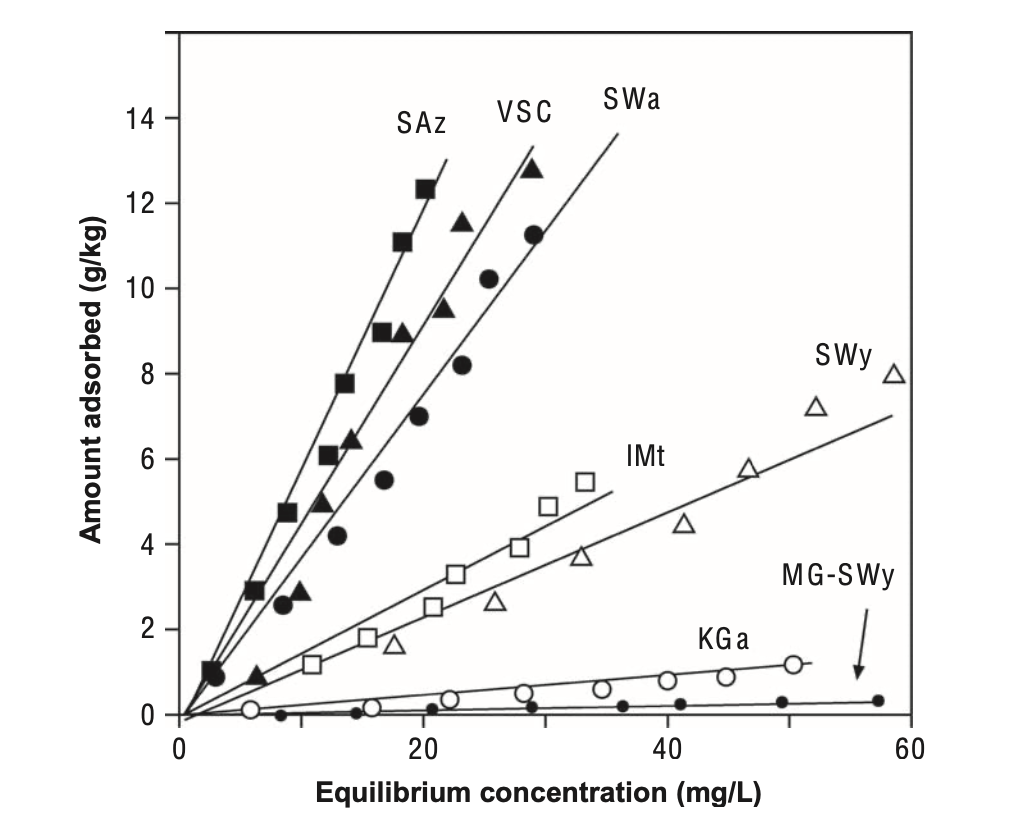 SAz
VSC
SWa
SWy
IMt
MG-SWy
KGa
14
12
10
8
6
4
2
0
0
20
40
60
Amount adsorbed (g/kg)
Equilibrium concentration (mg/L)